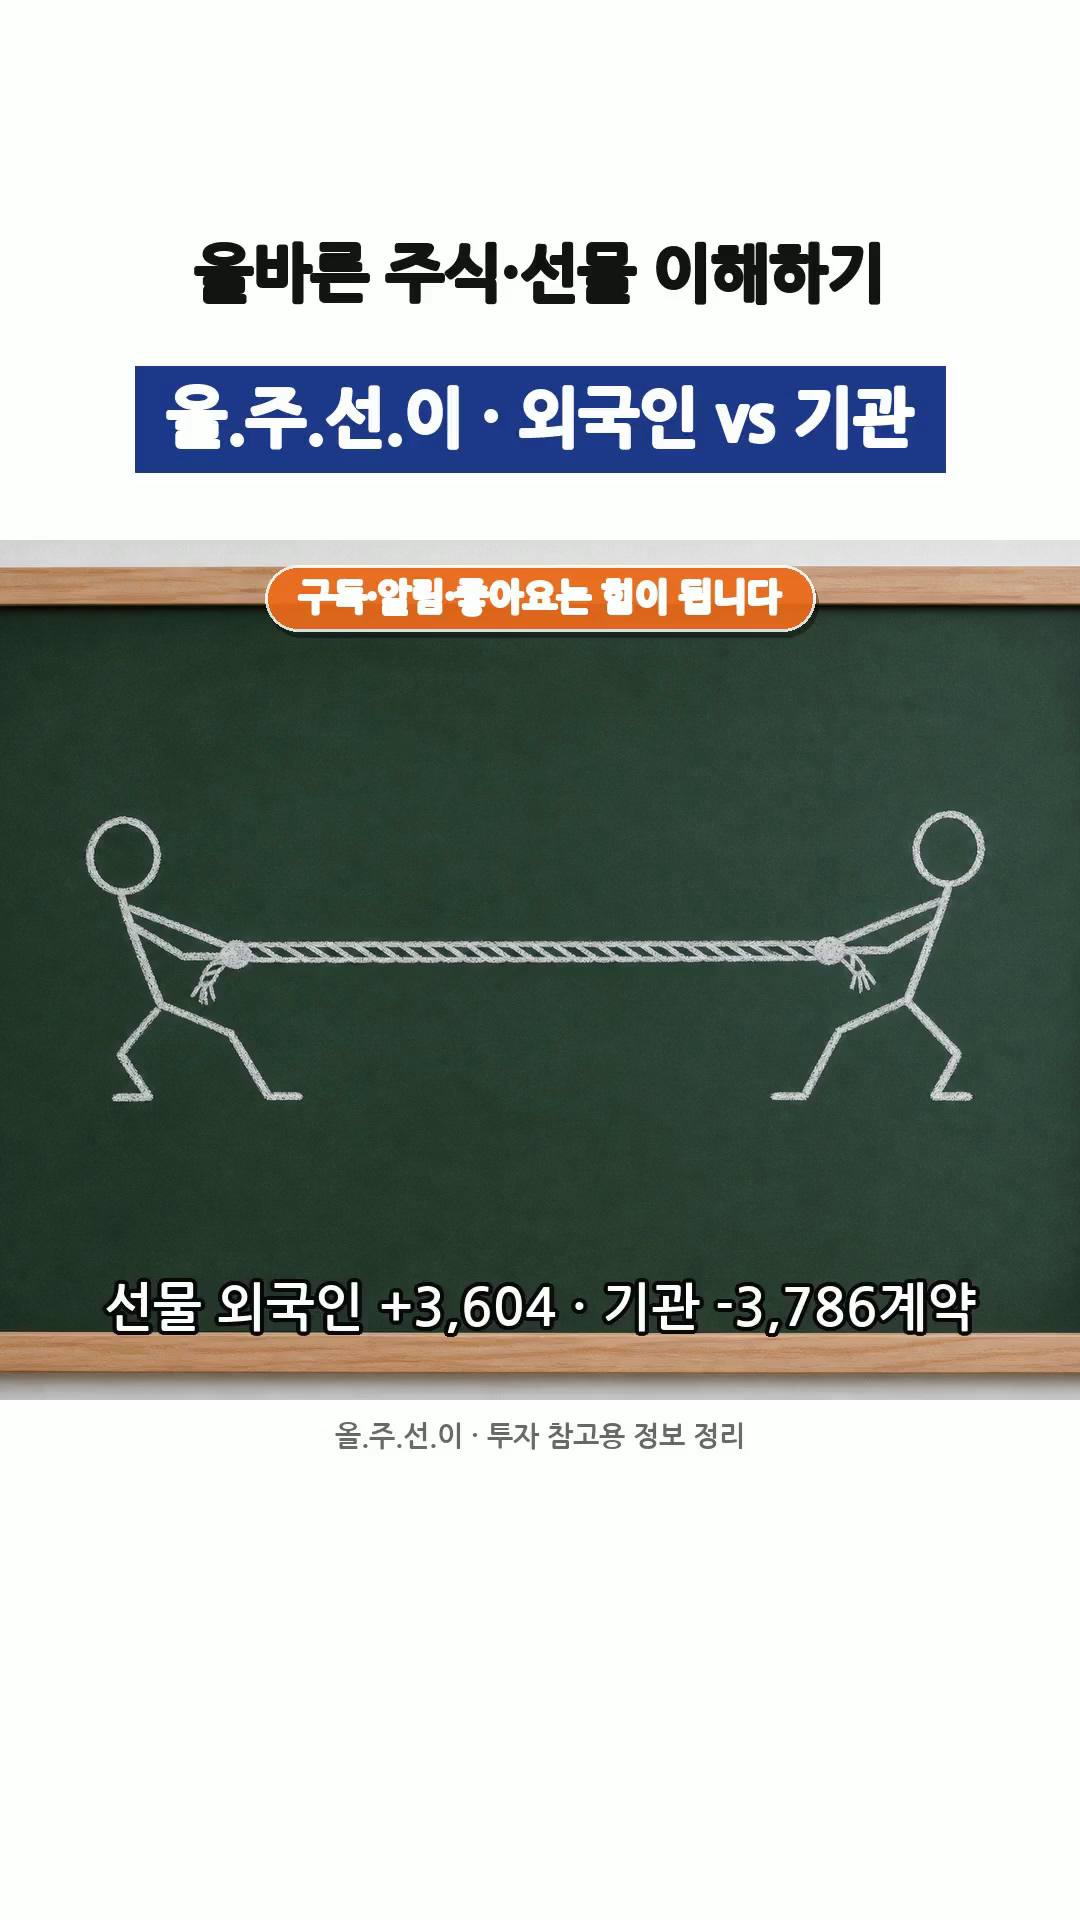 올바른 주식·선물 이해하기
올.주.선.이 · 외국인 vs 기관
구독·알림·좋아요는 힘이 됩니다
선물 외국인 +3,604 · 기관 -3,786계약
올.주.선.이 · 투자 참고용 정보 정리